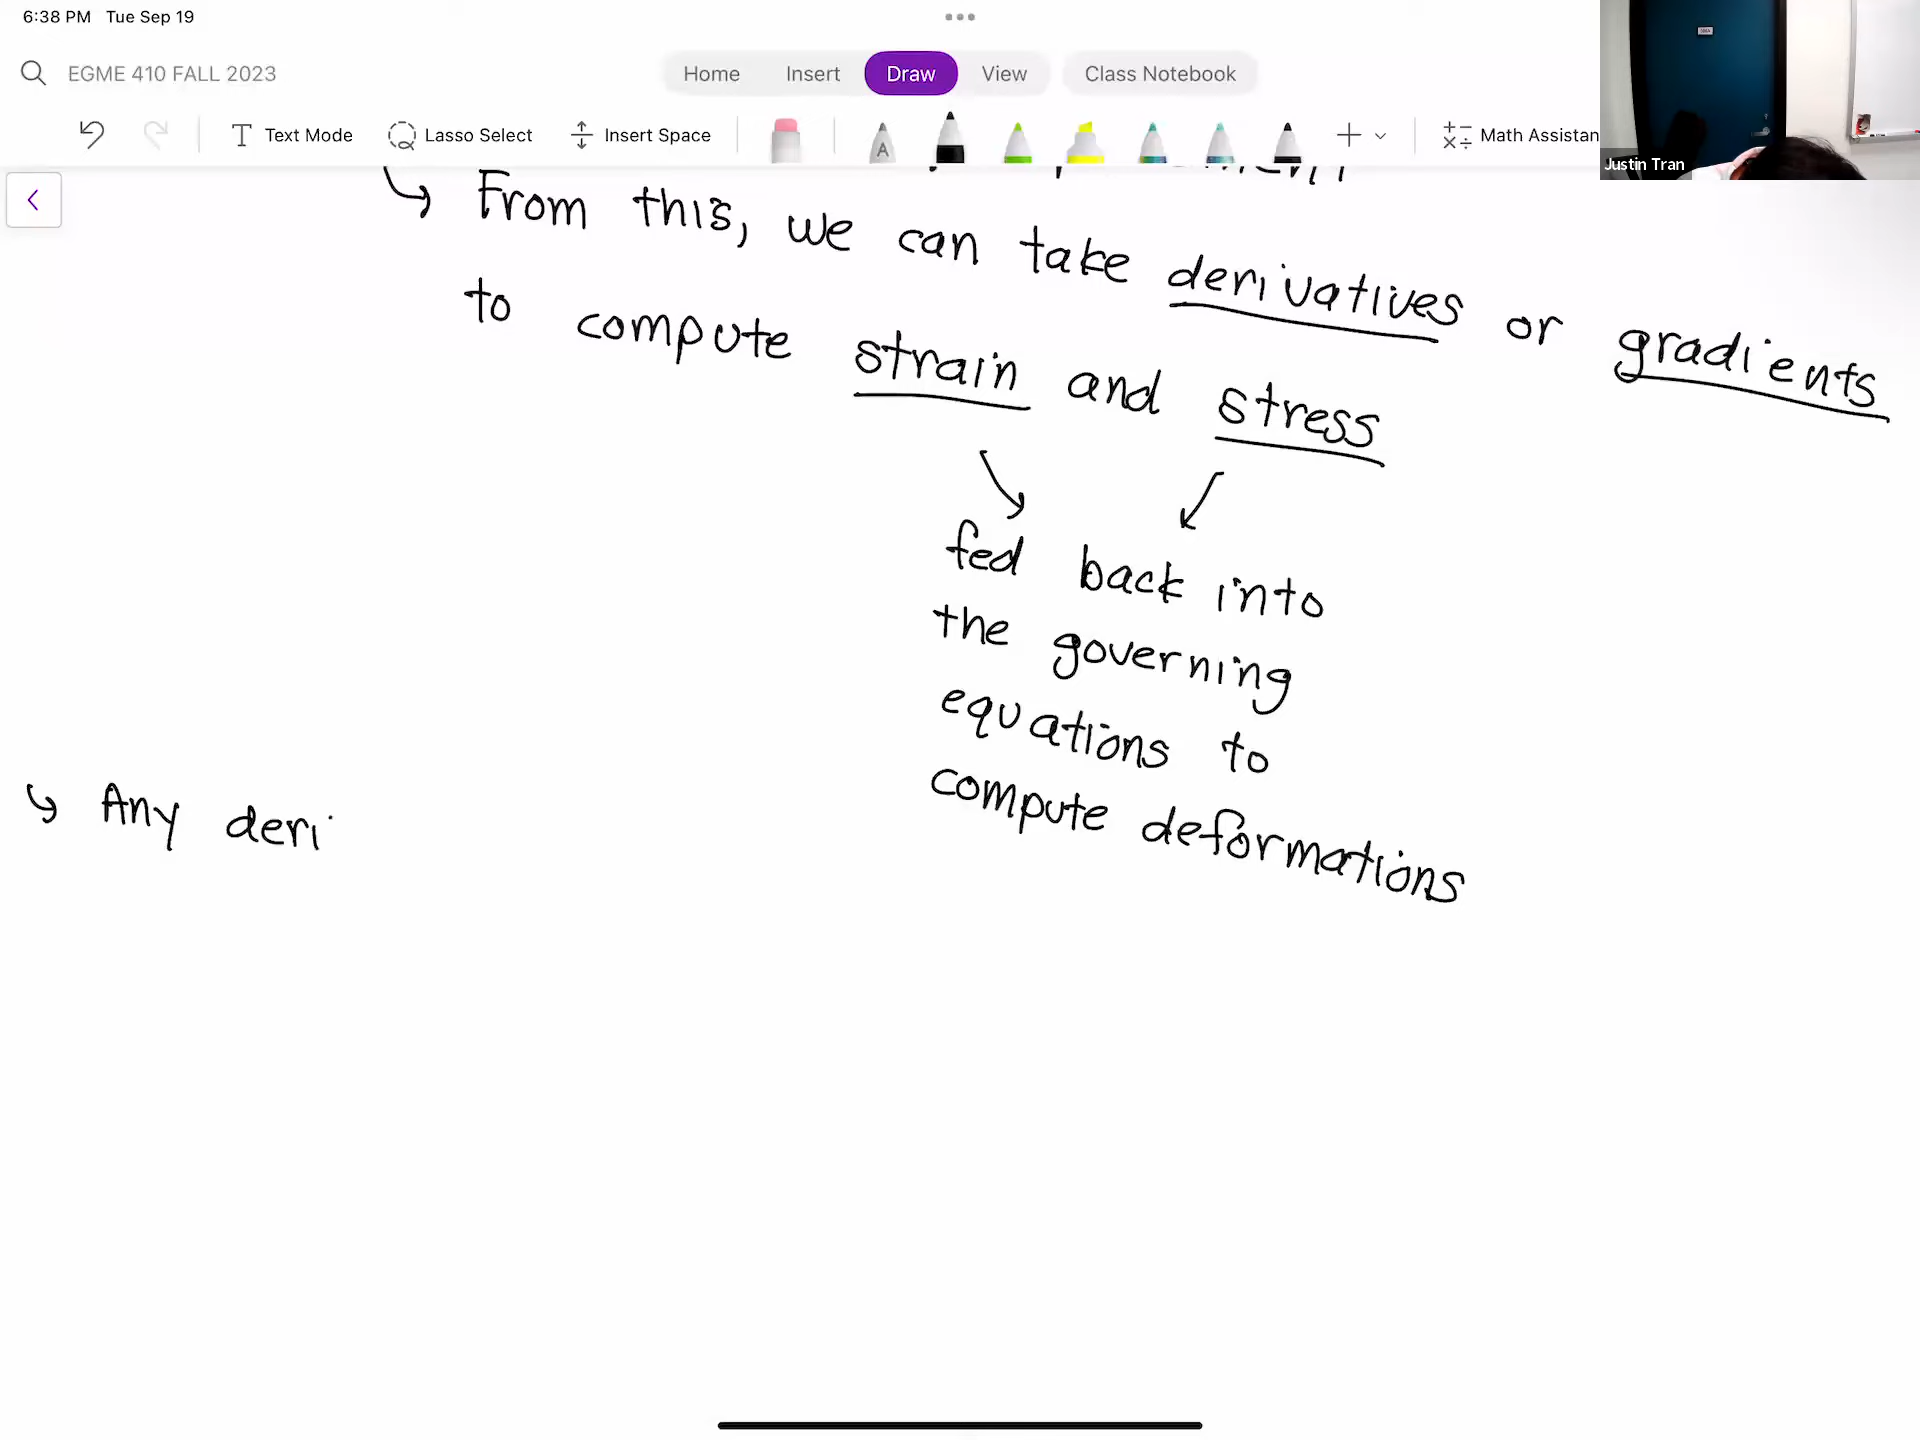 6:38 PM Tue Sep 19
EGME 410 FALL 2023
Home Insert Draw View Class Notebook
Text Mode Lasso Select Insert Space A Math Assistan
Justin Tran
From this, we can take derivatives or gradients
to compute strain and stress
fed back into
the governing
equations to
compute deformations
Any deri